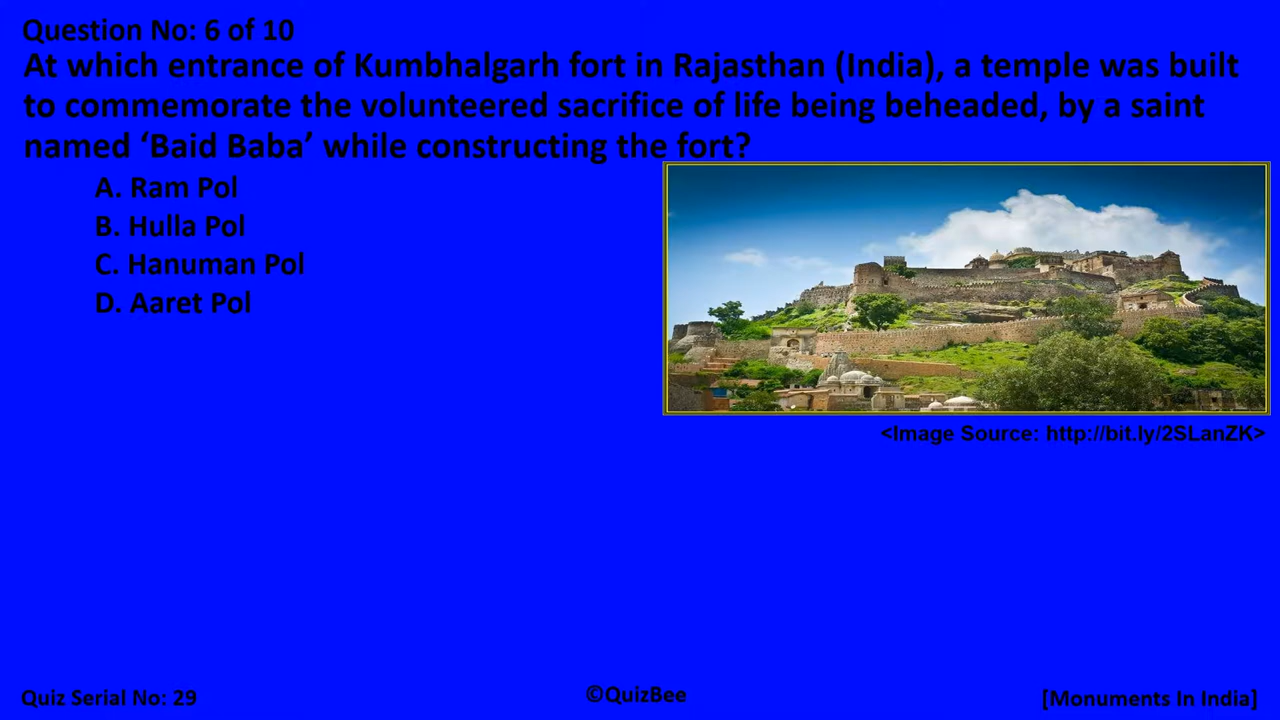 Question No: 6 of 10
At which entrance of Kumbhalgarh fort in Rajasthan (India), a temple was built
to commemorate the volunteered sacrifice of life being beheaded, by a saint
named ‘Baid Baba’ while constructing the fort?
A. Ram Pol
B. Hulla Pol
C. Hanuman Pol
D. Aaret Pol
<Image Source: http://bit.ly/2SLanZK>
Quiz Serial No: 29
©QuizBee
[Monuments In India]